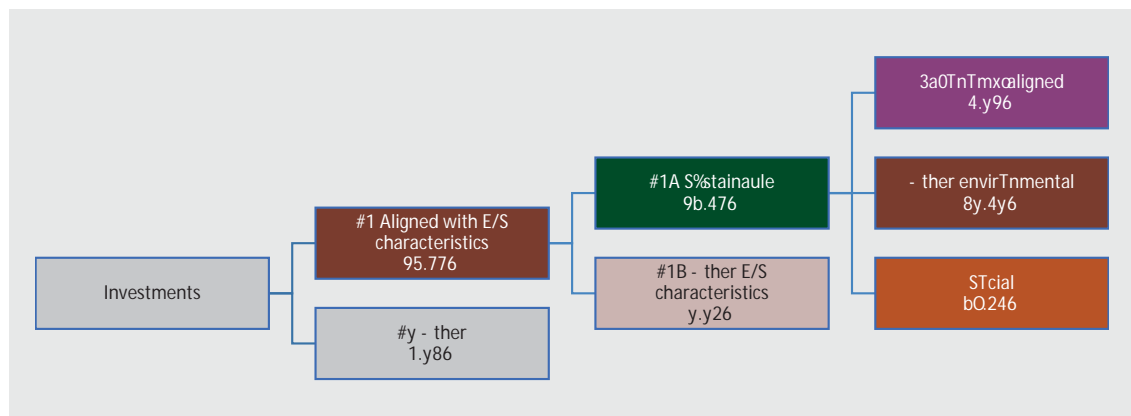 Investments
#1 Aligned with E/S
characteristics
95.776
#y - ther
1.y86
#1A S%stainaule
9b.476
#1B - ther E/S
characteristics
y.y26
3a0TnTmxoaligned
4.y96
- ther envirTnmental
8y.4y6
STcial
bO.246